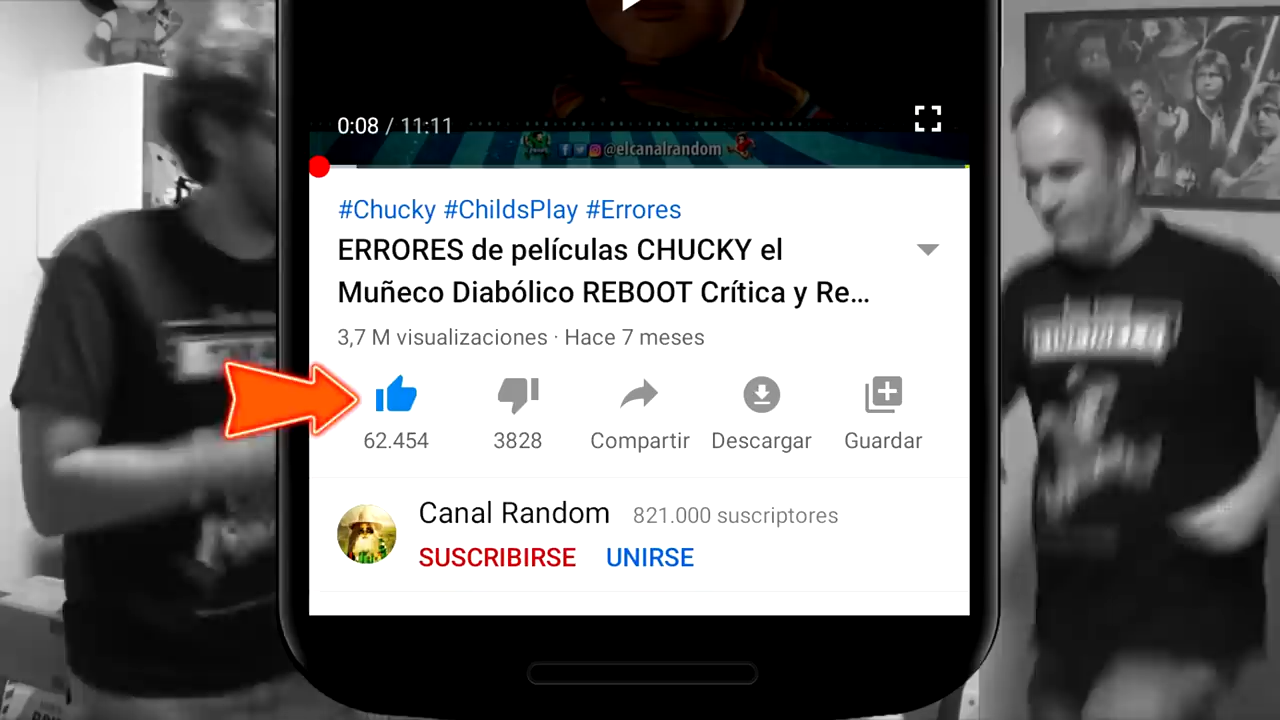 0:08 / 11:11
@elcanalrandom
#Chucky #ChildsPlay #Errores
ERRORES de películas CHUCKY el
Muñeco Diabólico REBOOT Crítica y Re...
3,7 M visualizaciones · Hace 7 meses
62.454
3828
Compartir
Descargar
Guardar
Canal Random 821.000 suscriptores
SUSCRIBIRSE UNIRSE